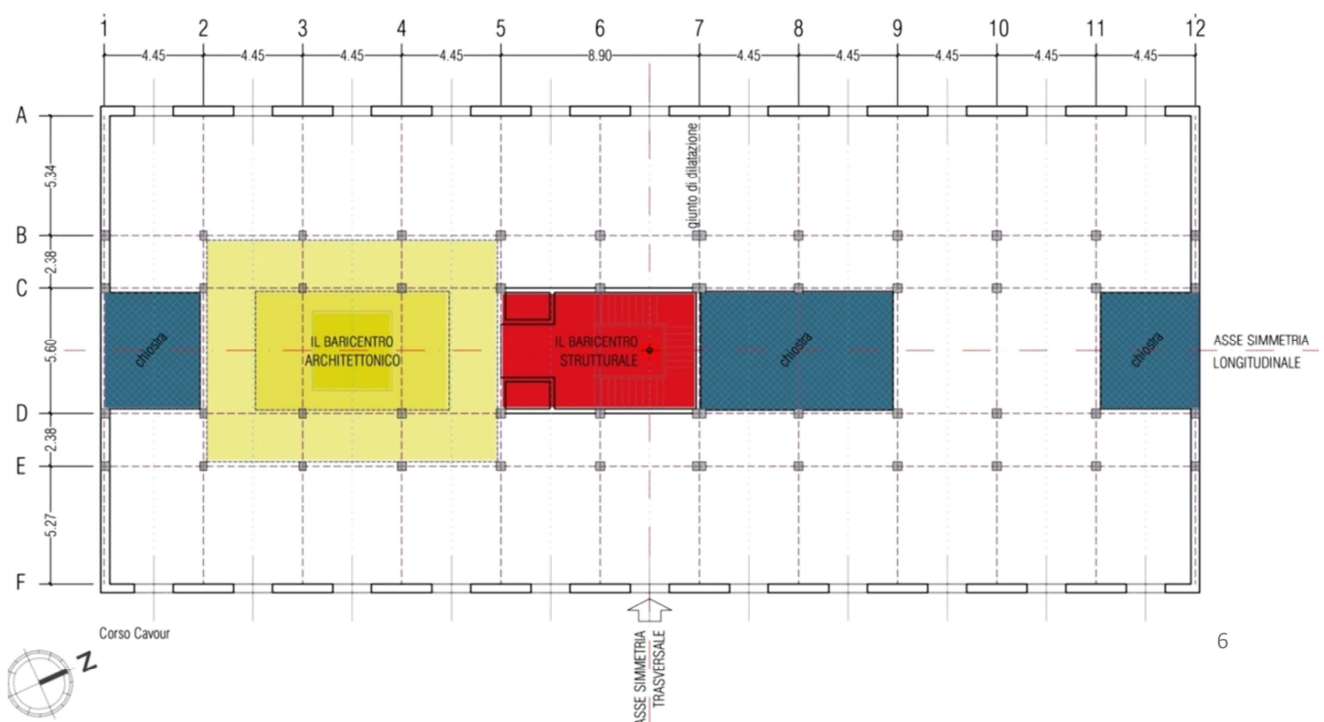 1 2 3 4 5 6 7 8 9 10 11 12
4.45 4.45 4.45 4.45 8.90 4.45 4.45 4.45 4.45 4.45
A
giunto di dilatazione
5.34
B
2.38
C
chiostra
IL BARICENTRO
ARCHITETTONICO
IL BARICENTRO
STRUTTURALE
chiostra
chiostra
ASSE SIMMETRIA
LONGITUDINALE
5.60
D
2.38
E
5.27
F
Corso Cavour
6
ASSE SIMMETRIA
TRASVERSALE
Z